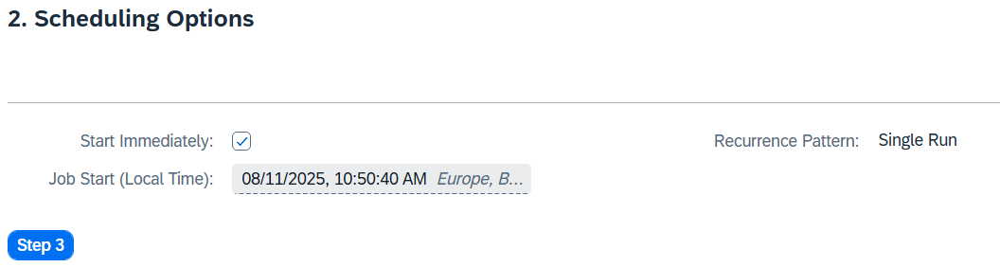 2. Scheduling Options
Start Immediately:
Recurrence Pattern: Single Run
Job Start (Local Time): 08/11/2025, 10:50:40 AM Europe, B...
Step 3